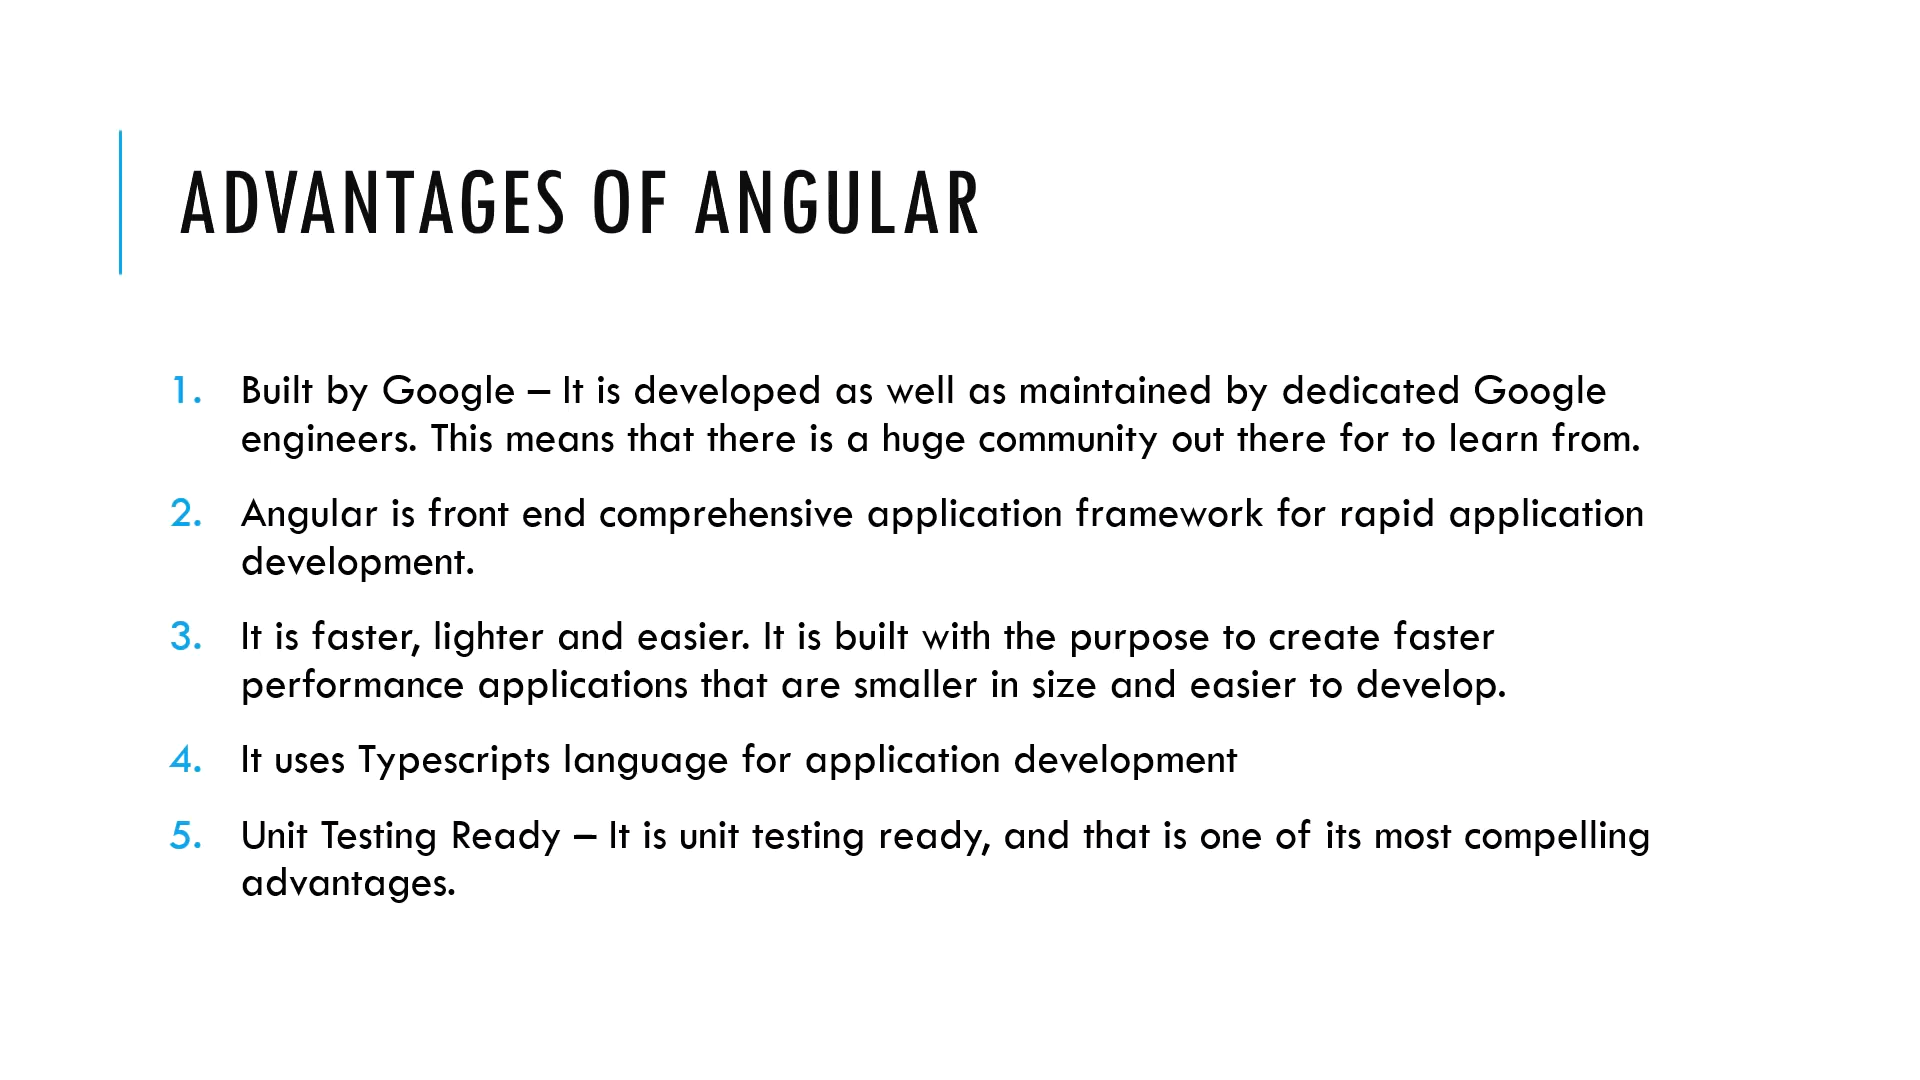 ADVANTAGES OF ANGULAR
1. Built by Google – It is developed as well as maintained by dedicated Google
engineers. This means that there is a huge community out there for to learn from.
2. Angular is front end comprehensive application framework for rapid application
development.
3. It is faster, lighter and easier. It is built with the purpose to create faster
performance applications that are smaller in size and easier to develop.
4. It uses Typescripts language for application development
5. Unit Testing Ready – It is unit testing ready, and that is one of its most compelling
advantages.